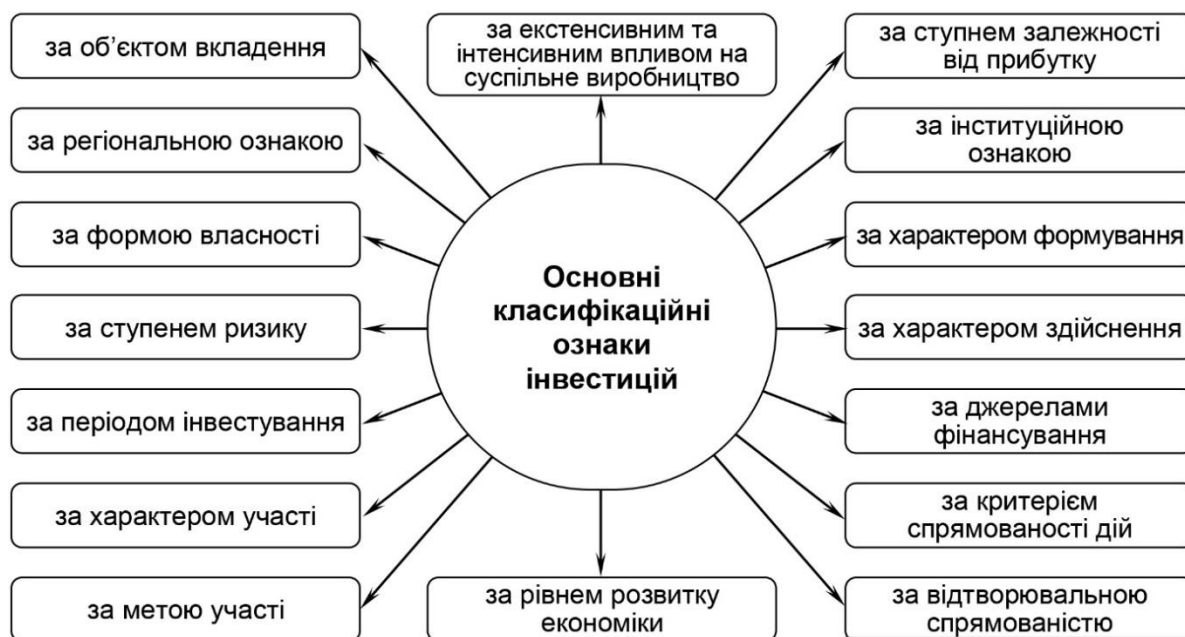 за об’єктом вкладення
за регіональною ознакою
за формою власності
за ступенем ризику
за періодом інвестування
за характером участі
за метою участі
за екстенсивним та
інтенсивним впливом на
суспільне виробництво
Основні
класифікаційні
ознаки
інвестицій
за рівнем розвитку
економіки
за ступнем залежності
від прибутку
за інституційною
ознакою
за характером формування
за характером здійснення
за джерелами
фінансування
за критерієм
спрямованості дій
за відтворювальною
спрямованістю